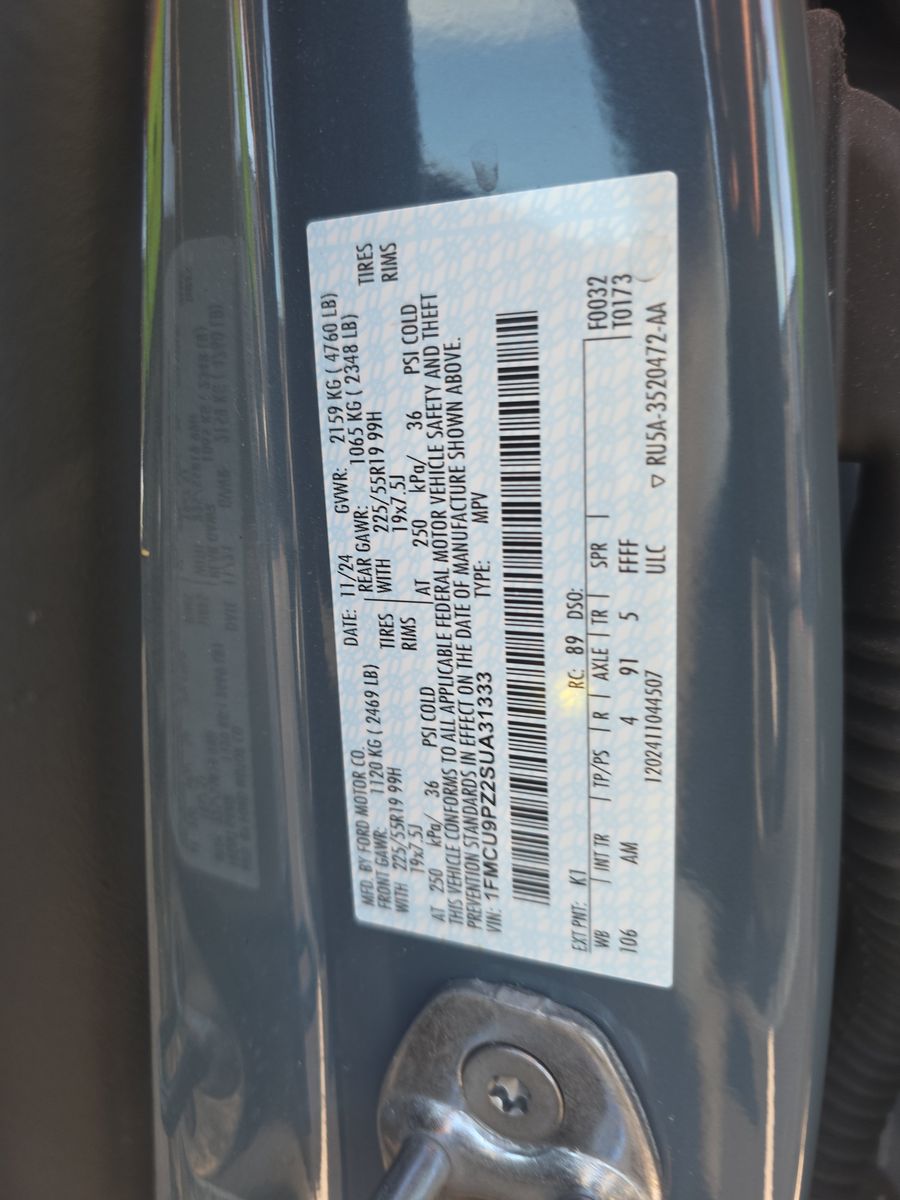 MFD. BY FORD MOTOR CO.
DATE: 11/24 GVWR: 2159 KG ( 4760 LB)
FRONT GAWR: 1120 KG ( 2469 LB) REAR GAWR: 1065 KG ( 2348 LB)
WITH 225/55R19 99H TIRES WITH 225/55R19 99H TIRES
19x7.5J RIMS 19x7.5J RIMS
AT 250 kPa/ 36 PSI COLD AT 250 kPa/ 36 PSI COLD
THIS VEHICLE CONFORMS TO ALL APPLICABLE FEDERAL MOTOR VEHICLE SAFETY AND THEFT
PREVENTION STANDARDS IN EFFECT ON THE DATE OF MANUFACTURE SHOWN ABOVE.
VIN: 1FMCU9PZ2SUA31333 TYPE: MPV
EXT PNT: K1 RC: 89 DSO: F0032
WB INT TR TP/PS R AXLE TR SPR T0173
106 AM 4 91 5 FFFF
120241104507 ULC ▽ RU5A-3520472-AA